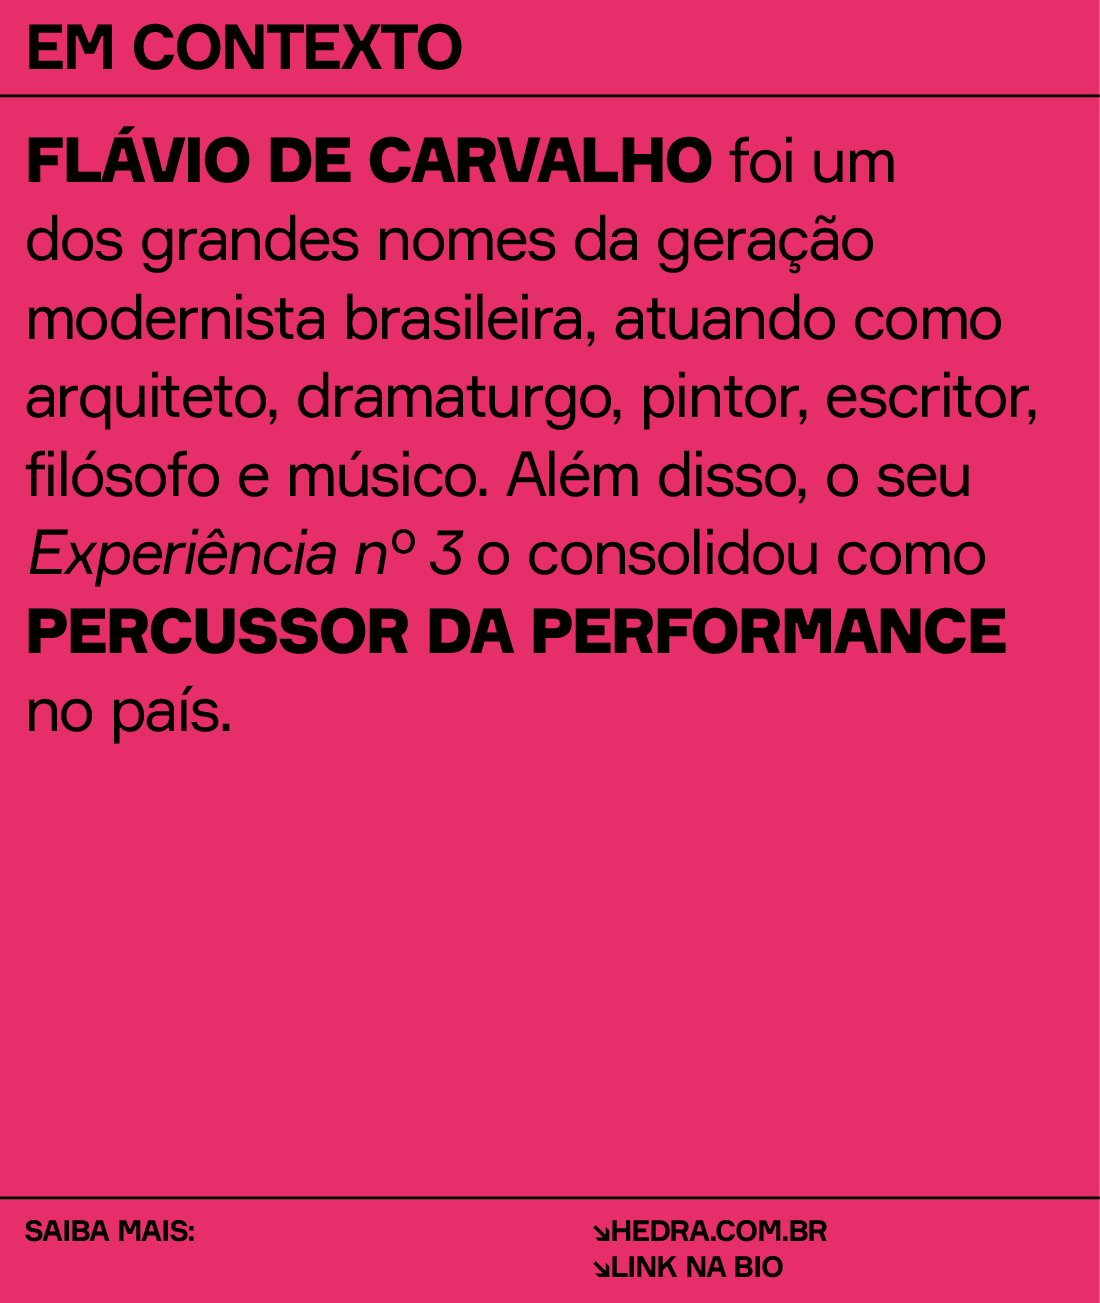 EM CONTEXTO
FLÁVIO DE CARVALHO foi um
dos grandes nomes da geração
modernista brasileira, atuando como
arquiteto, dramaturgo, pintor, escritor,
filósofo e músico. Além disso, o seu
Experiência nº 3 o consolidou como
PERCUSSOR DA PERFORMANCE
no país.
SAIBA MAIS:
↘HEDRA.COM.BR
↘LINK NA BIO